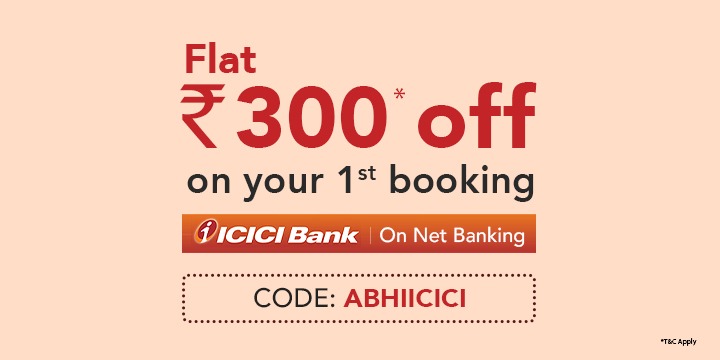 Flat
₹300* off
on your 1st booking
ICICI Bank | On Net Banking
CODE: ABHIICICI
*T&C Apply